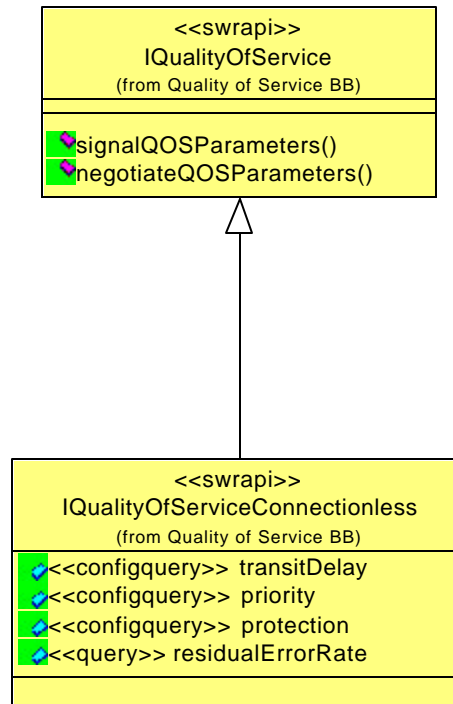 <<swrapi>>
IQualityOfService
(from Quality of Service BB)
signalQOSParameters()
negotiateQOSParameters()
<<swrapi>>
IQualityOfServiceConnectionless
(from Quality of Service BB)
<<configquery>> transitDelay
<<configquery>> priority
<<configquery>> protection
<<query>> residualErrorRate